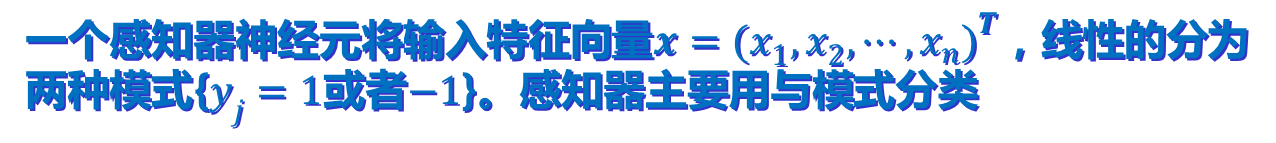 一个感知器神经元将输入特征向量x = (x₁, x₂, ⋯, xₙ)ᵀ，线性的分为
两种模式{yⱼ = 1或者−1}。感知器主要用与模式分类